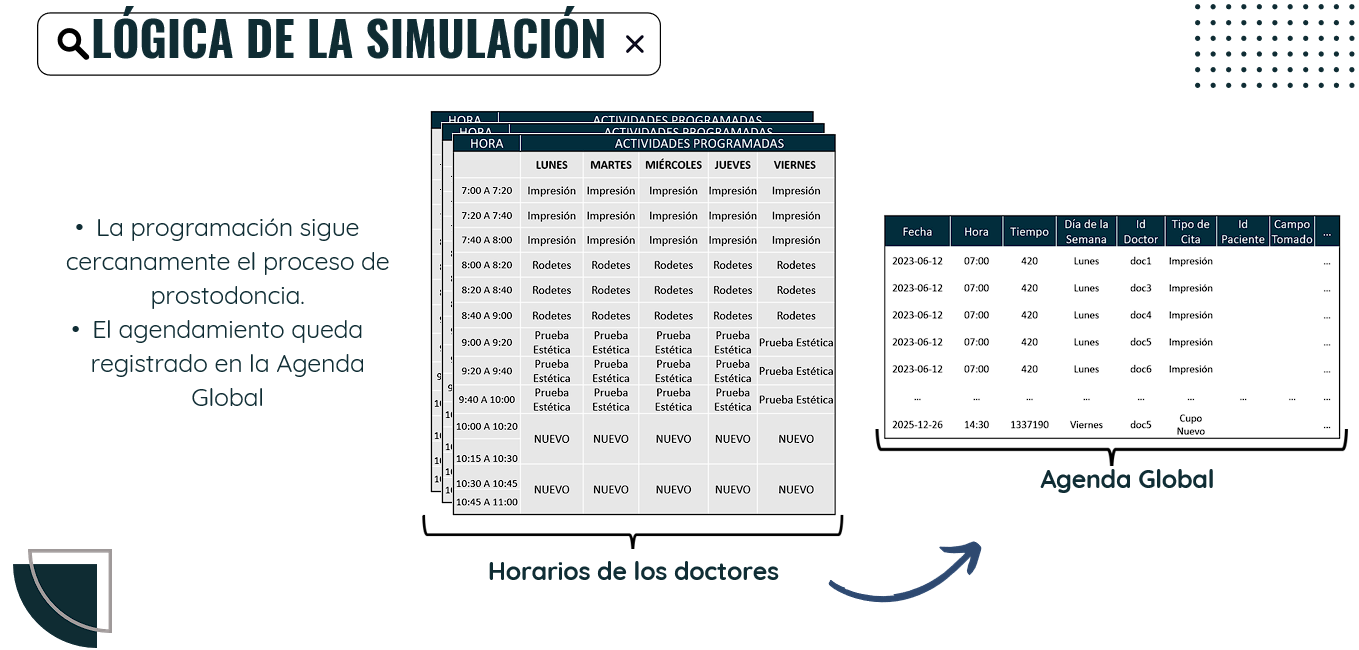 LÓGICA DE LA SIMULACIÓN
• La programación sigue
cercanamente el proceso de
prostodoncia.
• El agendamiento queda
registrado en la Agenda
Global
HORA ACTIVIDADES PROGRAMADAS
HORA ACTIVIDADES PROGRAMADAS
HORA ACTIVIDADES PROGRAMADAS
LUNES MARTES MIÉRCOLES JUEVES VIERNES
7:00 A 7:20 Impresión Impresión Impresión Impresión Impresión
7:20 A 7:40 Impresión Impresión Impresión Impresión Impresión
7:40 A 8:00 Impresión Impresión Impresión Impresión Impresión
8:00 A 8:20 Rodetes Rodetes Rodetes Rodetes Rodetes
8:20 A 8:40 Rodetes Rodetes Rodetes Rodetes Rodetes
8:40 A 9:00 Rodetes Rodetes Rodetes Rodetes Rodetes
9:00 A 9:20 Prueba Estética Prueba Estética Prueba Estética Prueba Estética Prueba Estética
9:20 A 9:40 Prueba Estética Prueba Estética Prueba Estética Prueba Estética Prueba Estética
9:40 A 10:00 Prueba Estética Prueba Estética Prueba Estética Prueba Estética Prueba Estética
10:00 A 10:20
NUEVO NUEVO NUEVO NUEVO NUEVO
10:15 A 10:30
10:30 A 10:45
NUEVO NUEVO NUEVO NUEVO NUEVO
10:45 A 11:00
Horarios de los doctores
Fecha Hora Tiempo Día de la Semana Id Doctor Tipo de Cita Id Paciente Campo Tomado ...
2023-06-12 07:00 420 Lunes doc1 Impresión ...
2023-06-12 07:00 420 Lunes doc3 Impresión ...
2023-06-12 07:00 420 Lunes doc4 Impresión ...
2023-06-12 07:00 420 Lunes doc5 Impresión ...
2023-06-12 07:00 420 Lunes doc6 Impresión ...
... ... ... ... ... ... ... ... ...
2025-12-26 14:30 1337190 Viernes doc5 Cupo Nuevo ...
Agenda Global